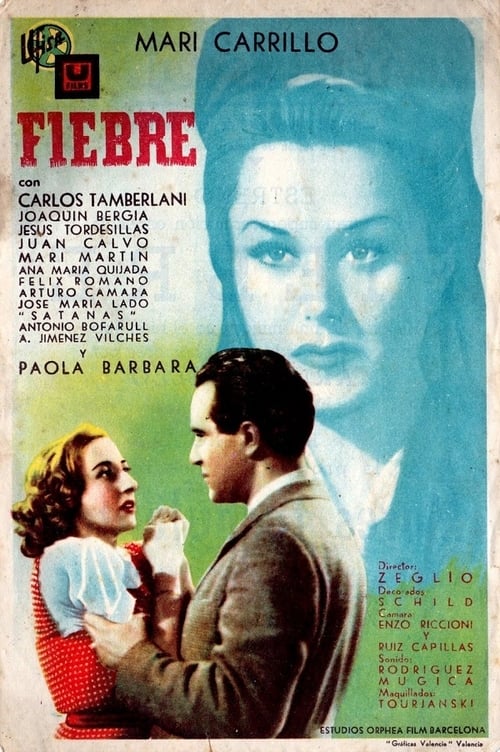 Ufisa
U
FILMS
MARI CARRILLO
FIEBRE
con
CARLOS TAMBERLANI
JOAQUIN BERGIA
JESUS TORDESILLAS
JUAN CALVO
MARI MARTIN
ANA MARIA QUIJADA
FELIX ROMANO
ARTURO CAMARA
JOSE MARIA LADO
"SATANAS"
ANTONIO BOFARULL
A. JIMENEZ VILCHES
Y
PAOLA BARBARA
Director:
ZEGLIO
Decorados
SCHILD
Camara:
ENZO RICCIONI
Y
RUIZ CAPILLAS
Sonido:
RODRIGUEZ
MUGICA
Maquillados:
TOURJANSKI
ESTUDIOS ORPHEA FILM BARCELONA
"Gráficas Valencia" Valencia